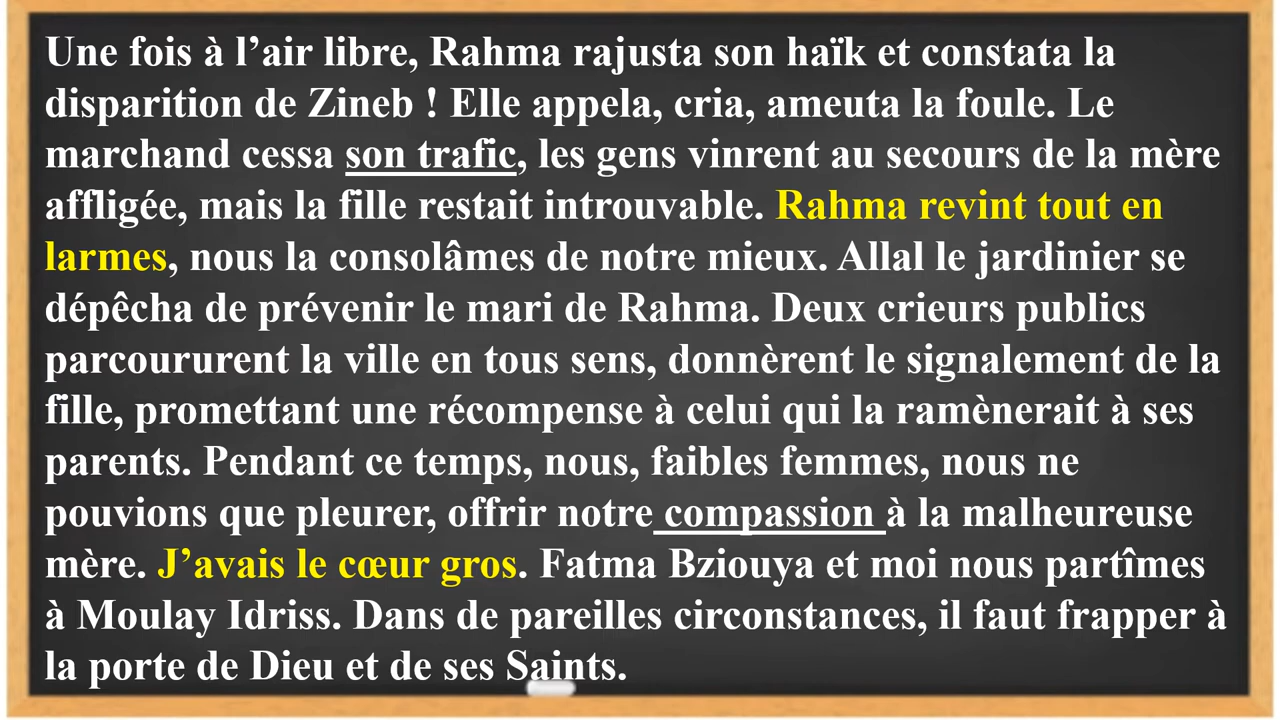 Une fois à l’air libre, Rahma rajusta son haïk et constata la
disparition de Zineb ! Elle appela, cria, ameuta la foule. Le
marchand cessa son trafic, les gens vinrent au secours de la mère
affligée, mais la fille restait introuvable. Rahma revint tout en
larmes, nous la consolâmes de notre mieux. Allal le jardinier se
dépêcha de prévenir le mari de Rahma. Deux crieurs publics
parcoururent la ville en tous sens, donnèrent le signalement de la
fille, promettant une récompense à celui qui la ramènerait à ses
parents. Pendant ce temps, nous, faibles femmes, nous ne
pouvions que pleurer, offrir notre compassion à la malheureuse
mère. J’avais le cœur gros. Fatma Bziouya et moi nous partîmes
à Moulay Idriss. Dans de pareilles circonstances, il faut frapper à
la porte de Dieu et de ses Saints.